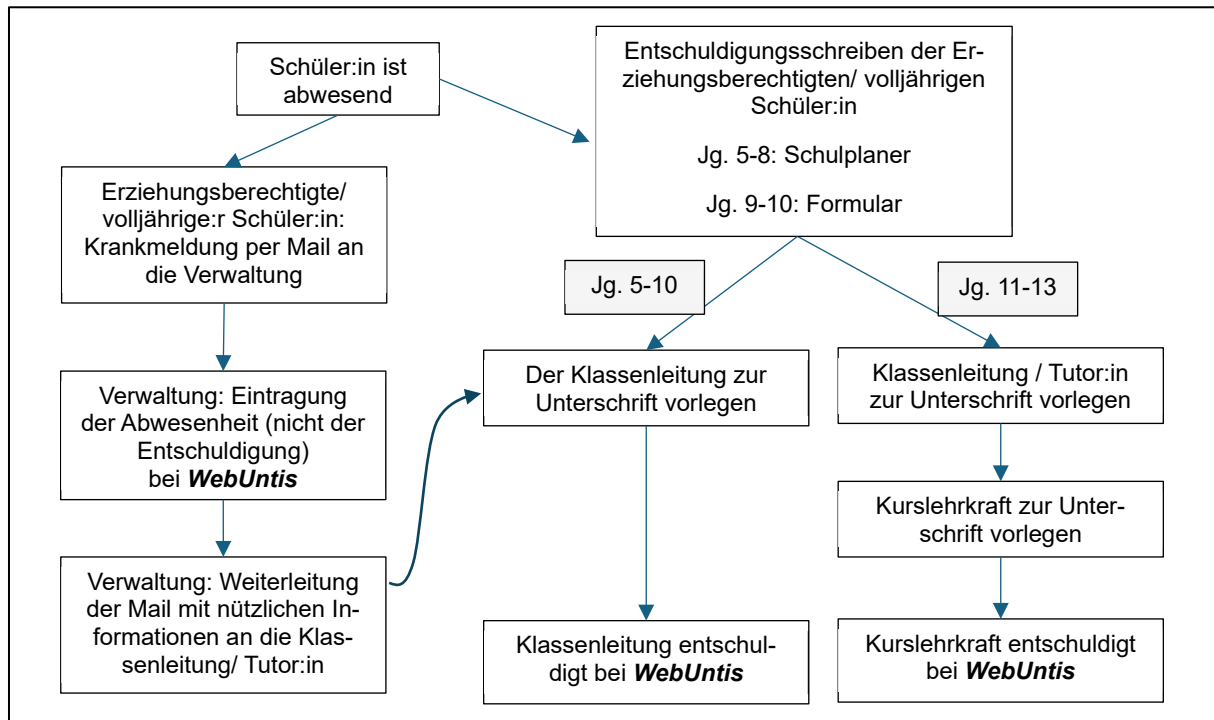 Schüler:in ist
abwesend
Entschuldigungsschreiben der Er-
ziehungsberechtigten/ volljährigen
Schüler:in
Jg. 5-8: Schulplaner
Jg. 9-10: Formular
Erziehungsberechtigte/
volljährige:r Schüler:in:
Krankmeldung per Mail an
die Verwaltung
Jg. 5-10
Jg. 11-13
Verwaltung: Eintragung
der Abwesenheit (nicht der
Entschuldigung)
bei WebUntis
Der Klassenleitung zur
Unterschrift vorlegen
Klassenleitung / Tutor:in
zur Unterschrift vorlegen
Kurslehrkraft zur Unter-
schrift vorlegen
Verwaltung: Weiterleitung
der Mail mit nützlichen In-
formationen an die Klas-
senleitung/ Tutor:in
Klassenleitung entschul-
digt bei WebUntis
Kurslehrkraft entschuldigt
bei WebUntis